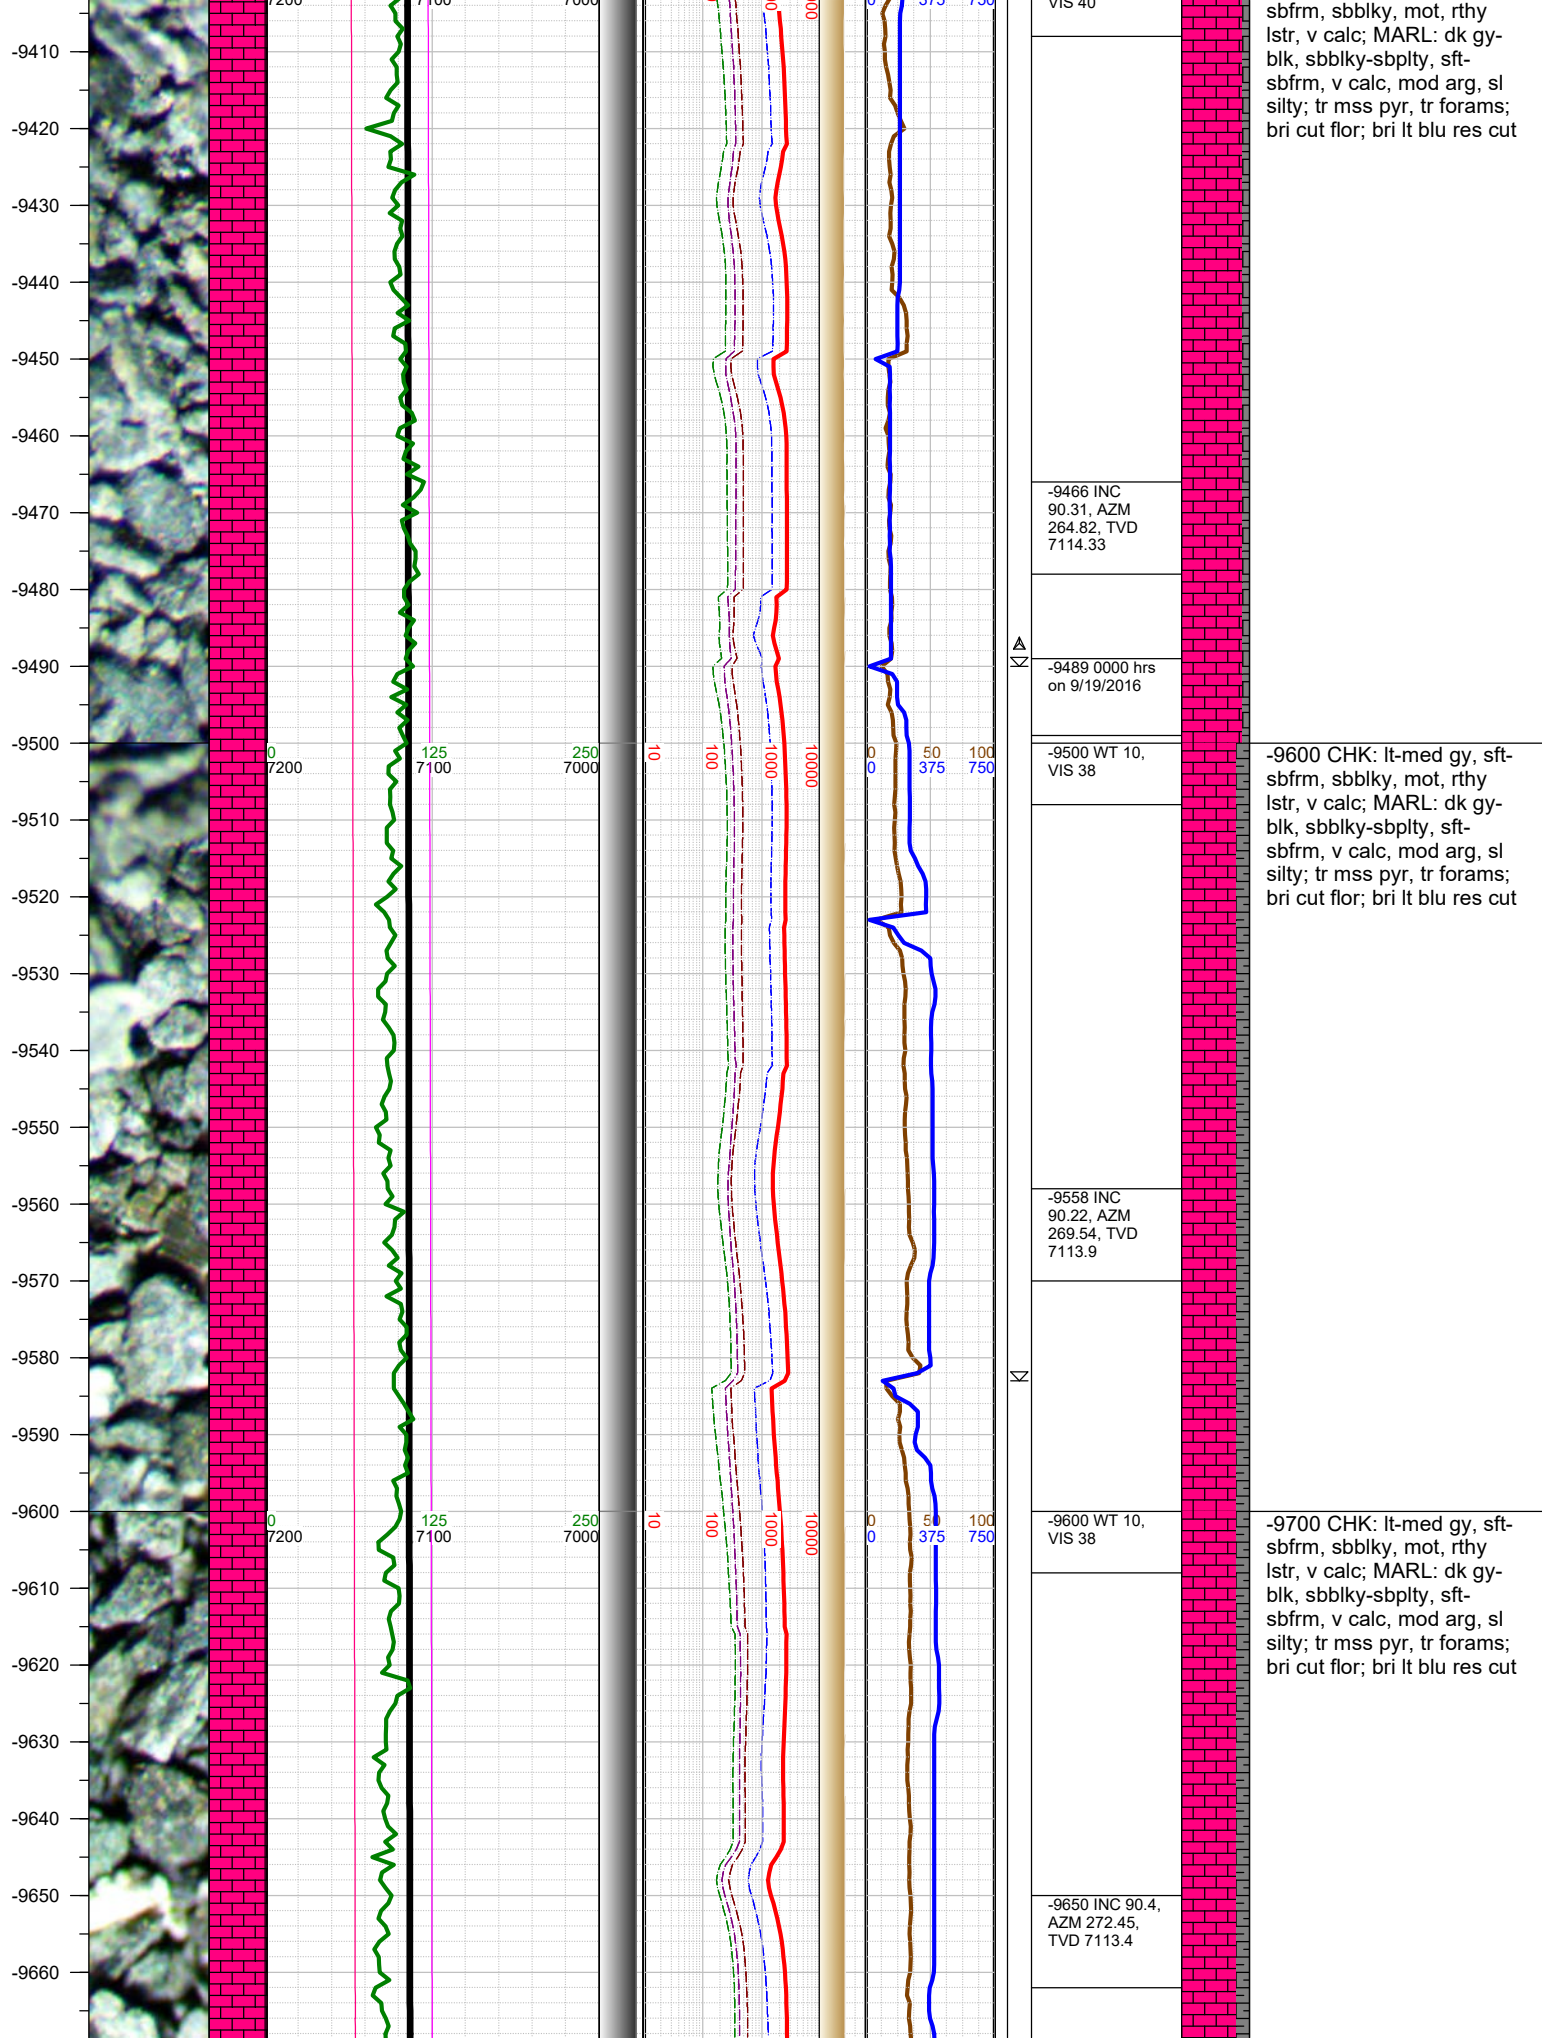 7200 7100 7000
0 375 750
VIS 40
sbfrm, sbblky, mot, rthy
lstr, v calc; MARL: dk gy-
blk, sbblky-sbplty, sft-
sbfrm, v calc, mod arg, sl
silty; tr mss pyr, tr forams;
bri cut flor; bri lt blu res cut
-9410
-9420
-9430
-9440
-9450
-9460
-9466 INC
90.31, AZM
264.82, TVD
7114.33
-9470
-9480
-9490
-9489 0000 hrs
on 9/19/2016
-9500
0 125 250
7200 7100 7000
10 100 1000 10000
0 50 100
0 375 750
-9500 WT 10,
VIS 38
-9600 CHK: lt-med gy, sft-
sbfrm, sbblky, mot, rthy
lstr, v calc; MARL: dk gy-
blk, sbblky-sbplty, sft-
sbfrm, v calc, mod arg, sl
silty; tr mss pyr, tr forams;
bri cut flor; bri lt blu res cut
-9510
-9520
-9530
-9540
-9550
-9560
-9558 INC
90.22, AZM
269.54, TVD
7113.9
-9570
-9580
-9590
-9600
0 125 250
7200 7100 7000
10 100 1000 10000
0 50 100
0 375 750
-9600 WT 10,
VIS 38
-9700 CHK: lt-med gy, sft-
sbfrm, sbblky, mot, rthy
lstr, v calc; MARL: dk gy-
blk, sbblky-sbplty, sft-
sbfrm, v calc, mod arg, sl
silty; tr mss pyr, tr forams;
bri cut flor; bri lt blu res cut
-9610
-9620
-9630
-9640
-9650
-9650 INC 90.4,
AZM 272.45,
TVD 7113.4
-9660